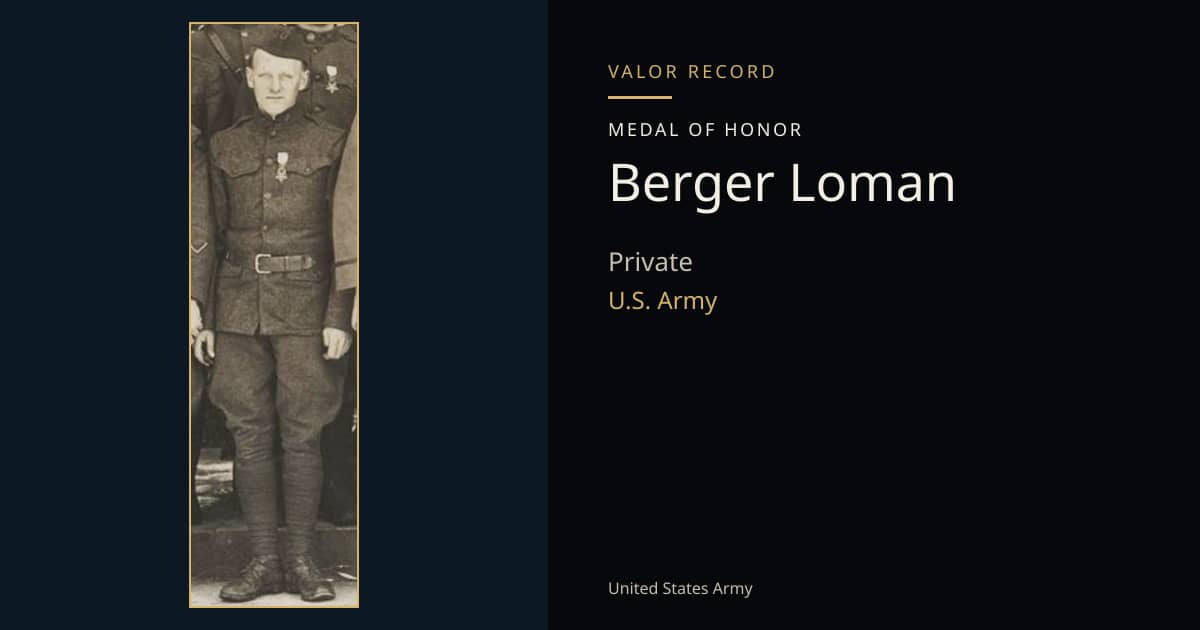 VALOR RECORD
MEDAL OF HONOR
Berger Loman
Private
U.S. Army
United States Army